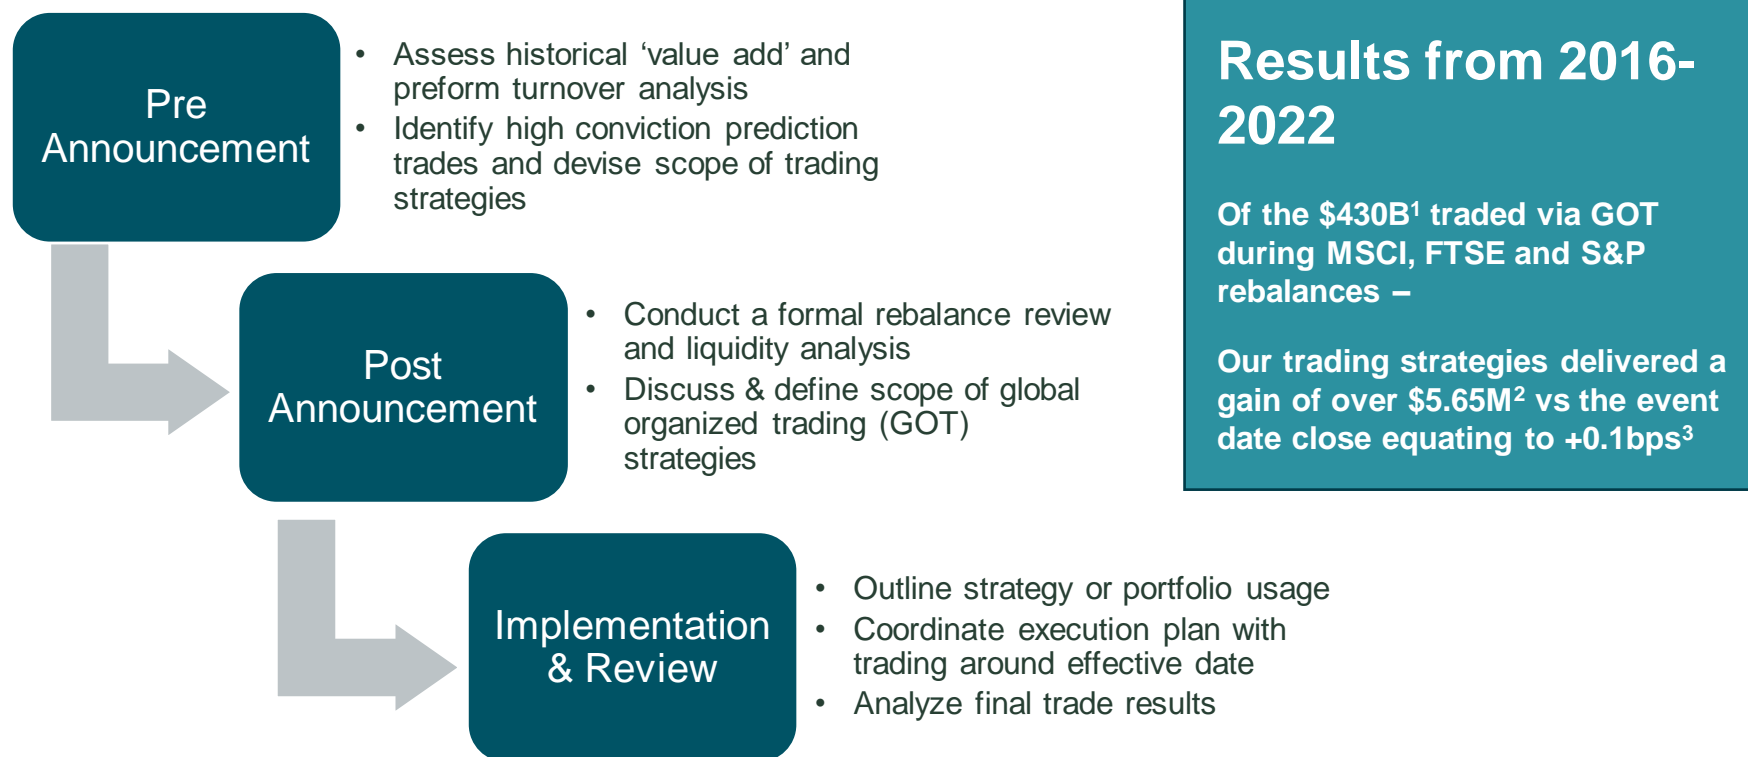 Pre
Announcement
• Assess historical ‘value add’ and
preform turnover analysis
• Identify high conviction prediction
trades and devise scope of trading
strategies
Post
Announcement
• Conduct a formal rebalance review
and liquidity analysis
• Discuss & define scope of global
organized trading (GOT)
strategies
Implementation
& Review
• Outline strategy or portfolio usage
• Coordinate execution plan with
trading around effective date
• Analyze final trade results
Results from 2016-
2022
Of the $430B¹ traded via GOT
during MSCI, FTSE and S&P
rebalances –
Our trading strategies delivered a
gain of over $5.65M² vs the event
date close equating to +0.1bps³